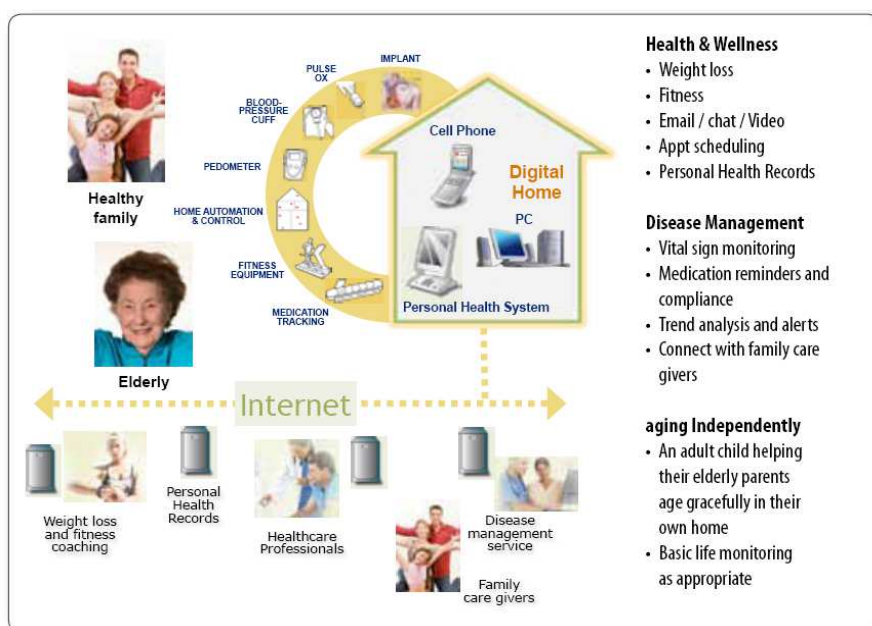 Healthy
family
Elderly
IMPLANT
PULSE
OX
BLOOD-
PRESSURE
CUFF
PEDOMETER
HOME AUTOMATION
& CONTROL
FITNESS
EQUIPMENT
MEDICATION
TRACKING
Cell Phone
Digital
Home
PC
Personal Health System
Internet
Weight loss
and fitness
coaching
Personal
Health
Records
Healthcare
Professionals
Disease
management
service
Family
care givers
Health & Wellness
• Weight loss
• Fitness
• Email / chat / Video
• Appt scheduling
• Personal Health Records
Disease Management
• Vital sign monitoring
• Medication reminders and
compliance
• Trend analysis and alerts
• Connect with family care
givers
aging Independently
• An adult child helping
their elderly parents
age gracefully in their
own home
• Basic life monitoring
as appropriate